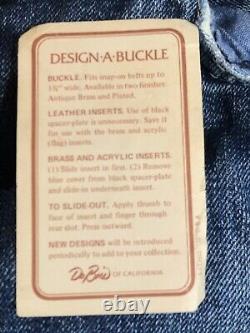 DESIGN·A·BUCKLE
BUCKLE. Fits snap-on belts up to
1¾" wide. Available in two finishes:
Antique Brass and Plated.
LEATHER INSERTS. Use of black
spacer-plate is unnecessary. Save it
for use with the brass and acrylic
(flag) inserts.
BRASS AND ACRYLIC INSERTS.
(1) Slide insert in first. (2) Remove
blue cover from black spacer-plate
and slide-in underneath insert.
TO SLIDE-OUT. Apply thumb to
face of insert and finger through
rear slot. Press outward.
NEW DESIGNS will be introduced
periodically to add to your collection.
OF CALIFORNIA